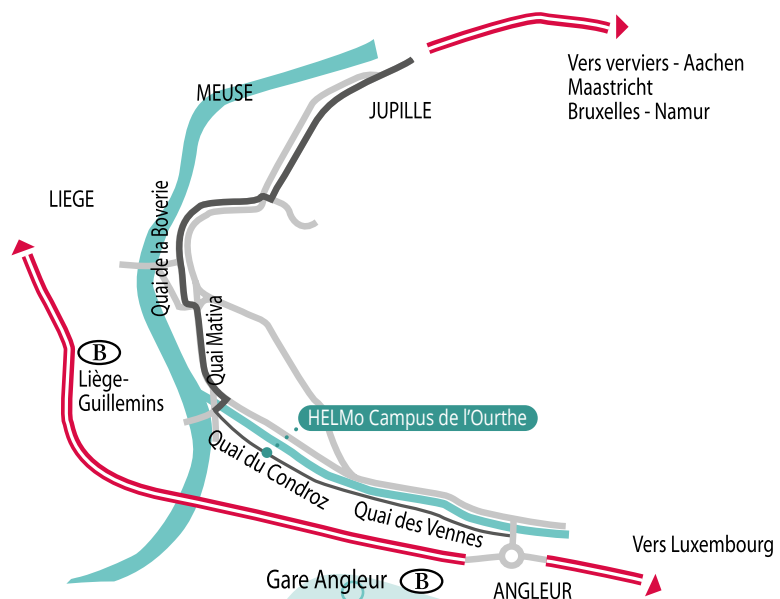 Vers verviers - Aachen
Maastricht
Bruxelles - Namur
MEUSE
JUPILLE
LIEGE
Quai de la Boverie
Quai Mativa
B
Liège-
Guillemins
HELMo Campus de l'Ourthe
Quai du Condroz
Quai des Vennes
Vers Luxembourg
Gare Angleur B
ANGLEUR